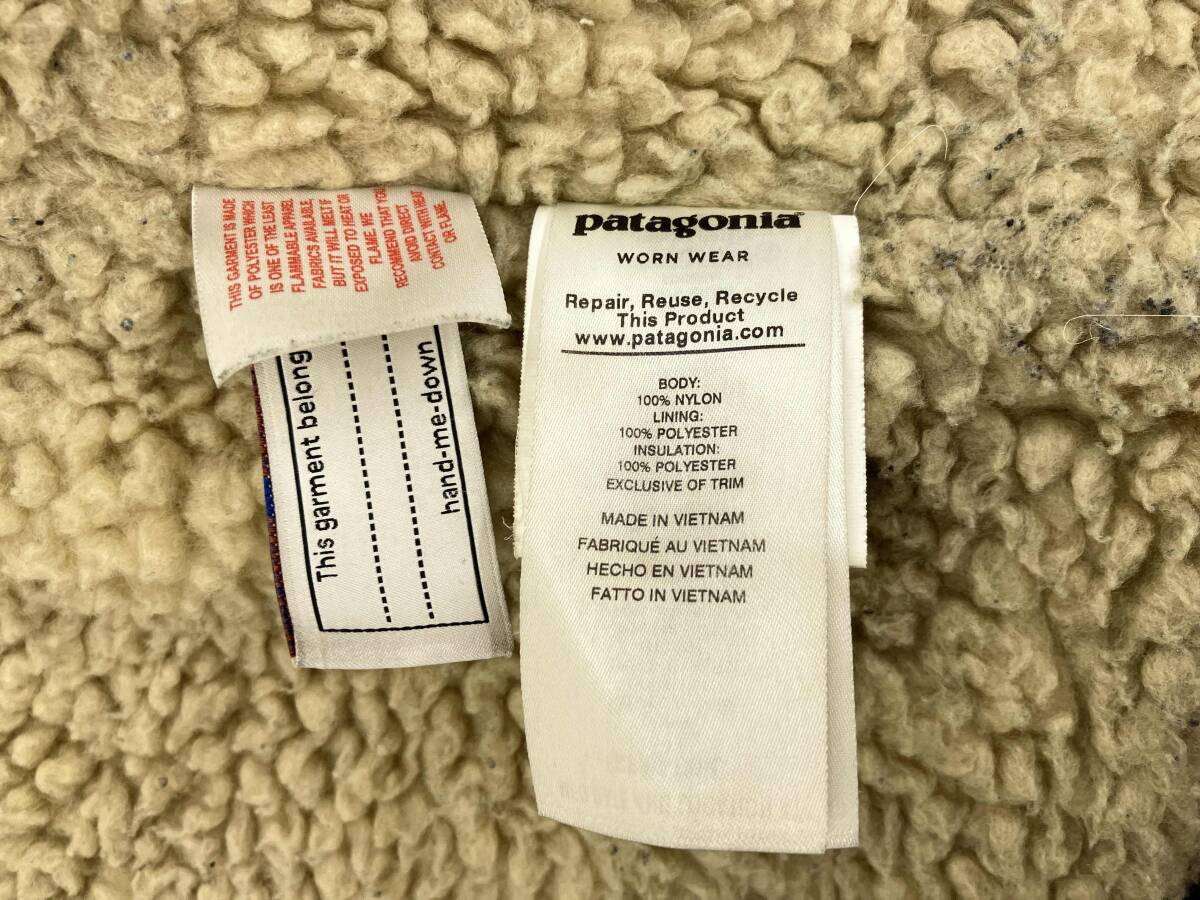 THIS GARMENT IS MADE
OF POLYESTER WHICH
IS ONE OF THE LEAST
FLAMMABLE APPAREL
FABRICS AVAILABLE
BUT IT WILL MELT IF
EXPOSED TO HEAT OR
FLAME. WE
RECOMMEND THAT YOU
AVOID DIRECT
CONTACT WITH HEAT
OR FLAME
This garment belong
hand-me-down
patagonia®
WORN WEAR
Repair, Reuse, Recycle
This Product
www.patagonia.com
BODY:
100% NYLON
LINING:
100% POLYESTER
INSULATION:
100% POLYESTER
EXCLUSIVE OF TRIM
MADE IN VIETNAM
FABRIQUÉ AU VIETNAM
HECHO EN VIETNAM
FATTO IN VIETNAM